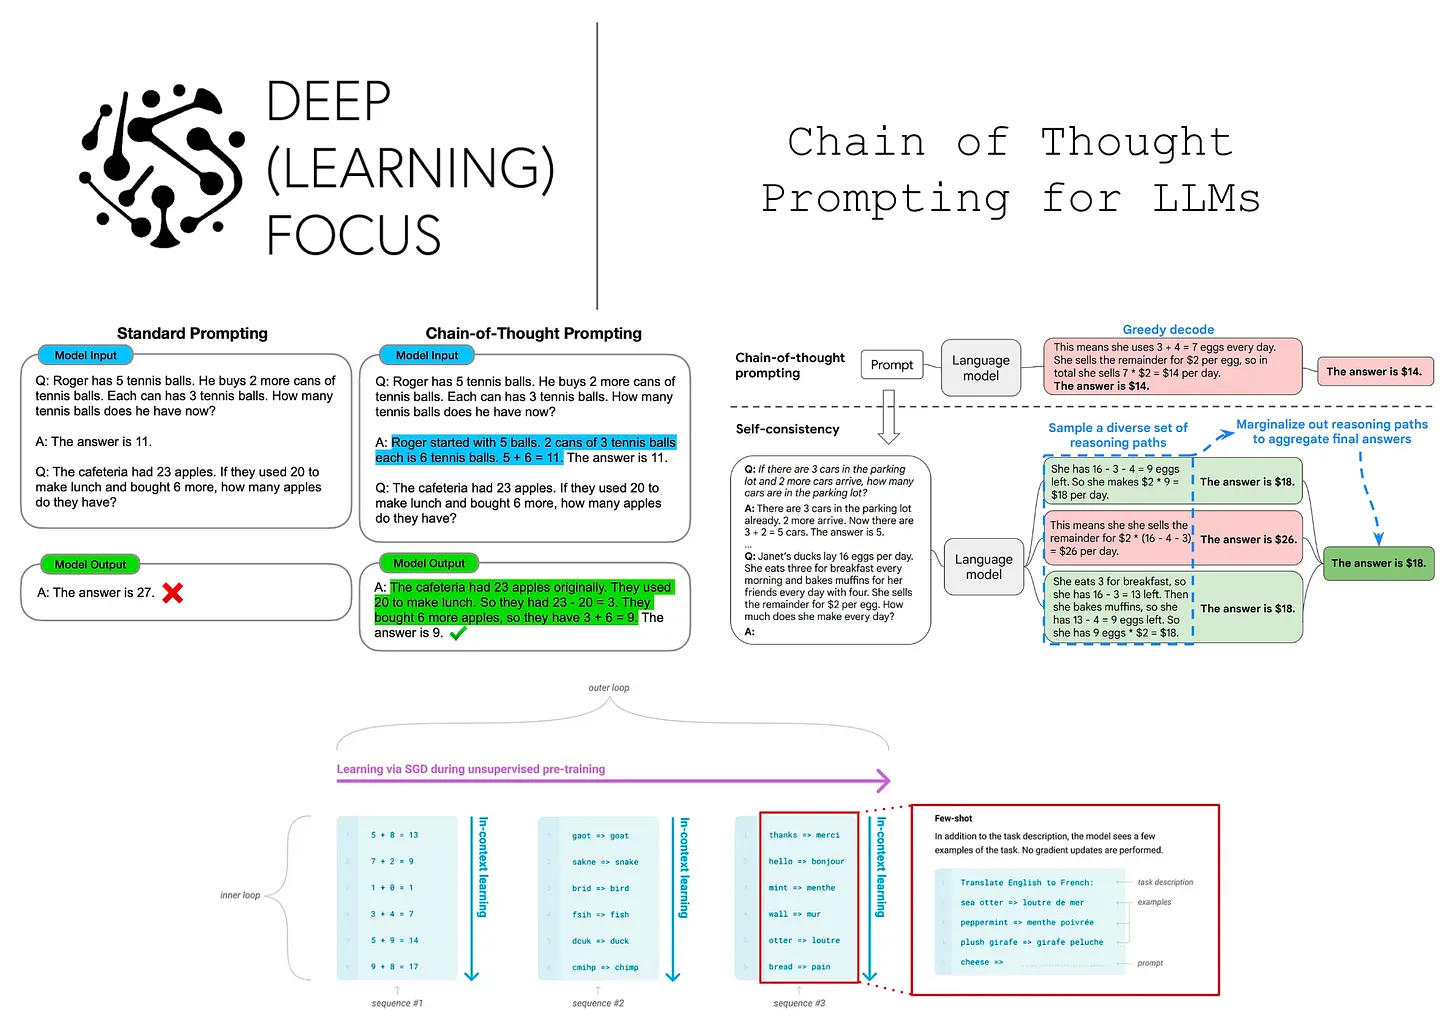 DEEP
(LEARNING)
FOCUS
Chain of Thought
Prompting for LLMs
Standard Prompting
Model Input
Q: Roger has 5 tennis balls. He buys 2 more cans of
tennis balls. Each can has 3 tennis balls. How many
tennis balls does he have now?
A: The answer is 11.
Q: The cafeteria had 23 apples. If they used 20 to
make lunch and bought 6 more, how many apples
do they have?
Model Output
A: The answer is 27.
Chain-of-Thought Prompting
Model Input
Q: Roger has 5 tennis balls. He buys 2 more cans of
tennis balls. Each can has 3 tennis balls. How many
tennis balls does he have now?
A: Roger started with 5 balls. 2 cans of 3 tennis balls
each is 6 tennis balls. 5 + 6 = 11. The answer is 11.
Q: The cafeteria had 23 apples. If they used 20 to
make lunch and bought 6 more, how many apples
do they have?
Model Output
A: The cafeteria had 23 apples originally. They used
20 to make lunch. So they had 23 - 20 = 3. They
bought 6 more apples, so they have 3 + 6 = 9. The
answer is 9.
Chain-of-thought
prompting
Prompt
Language
model
Greedy decode
This means she uses 3 + 4 = 7 eggs every day.
She sells the remainder for $2 per egg, so in
total she sells 7 * $2 = $14 per day.
The answer is $14.
The answer is $14.
Self-consistency
Q: If there are 3 cars in the parking
lot and 2 more cars arrive, how many
cars are in the parking lot?
A: There are 3 cars in the parking lot
already. 2 more arrive. Now there are
3 + 2 = 5 cars. The answer is 5.
...
Q: Janet's ducks lay 16 eggs per day.
She eats three for breakfast every
morning and bakes muffins for her
friends every day with four. She sells
the remainder for $2 per egg. How
much does she make every day?
A:
Language
model
Sample a diverse set of
reasoning paths
She has 16 - 3 - 4 = 9 eggs
left. So she makes $2 * 9 =
$18 per day.
The answer is $18.
This means she she sells the
remainder for $2 * (16 - 4 - 3)
= $26 per day.
The answer is $26.
She eats 3 for breakfast, so
she has 16 - 3 = 13 left. Then
she bakes muffins, so she
has 13 - 4 = 9 eggs left. So
she has 9 eggs * $2 = $18.
The answer is $18.
Marginalize out reasoning paths
to aggregate final answers
The answer is $18.
outer loop
Learning via SGD during unsupervised pre-training
inner loop
5 + 8 = 13
7 + 2 = 9
1 + 0 = 1
3 + 4 = 7
5 + 9 = 14
9 + 8 = 17
In-context learning
sequence #1
gaot => goat
sakne => snake
brid => bird
fsih => fish
dcuk => duck
cmihp => chimp
In-context learning
sequence #2
thanks => merci
hello => bonjour
mint => menthe
wall => mur
otter => loutre
bread => pain
In-context learning
sequence #3
Few-shot
In addition to the task description, the model sees a few
examples of the task. No gradient updates are performed.
Translate English to French:
task description
sea otter => loutre de mer
examples
peppermint => menthe poivrée
plush girafe => girafe peluche
cheese =>
prompt